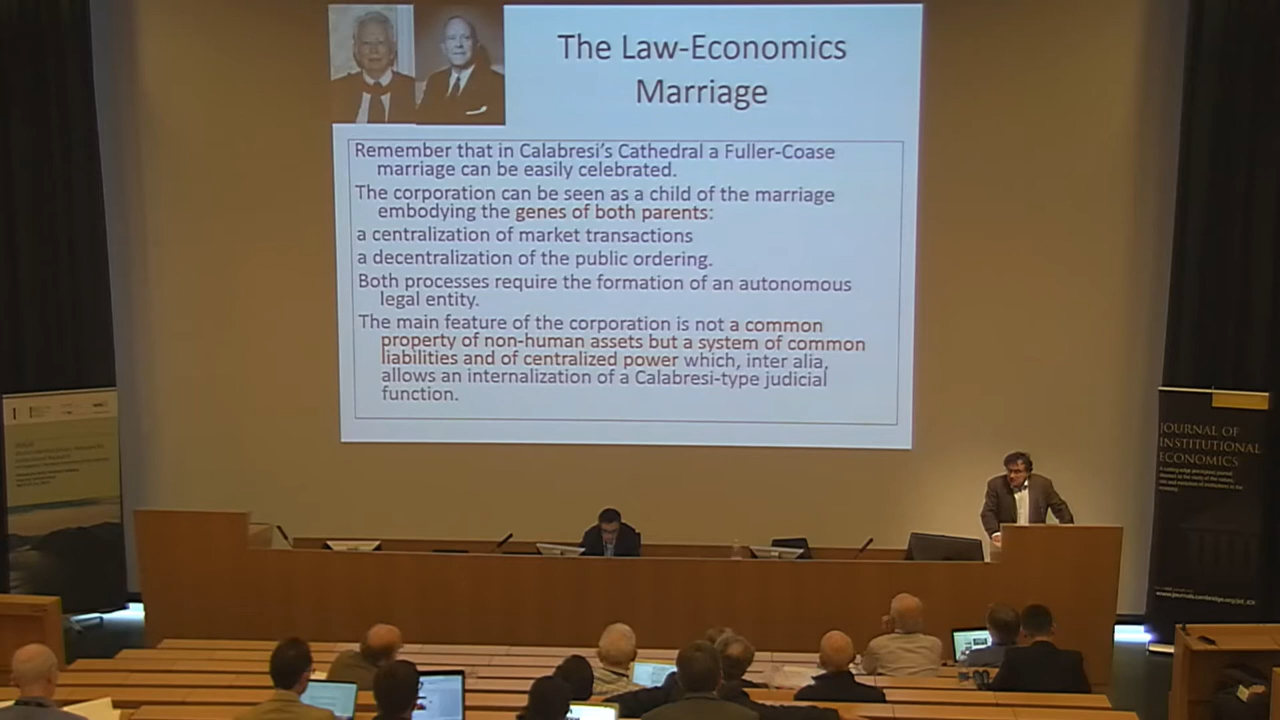 The Law-Economics
Marriage
Remember that in Calabresi's Cathedral a Fuller-Coase
marriage can be easily celebrated.
The corporation can be seen as a child of the marriage
embodying the genes of both parents:
a centralization of market transactions
a decentralization of the public ordering.
Both processes require the formation of an autonomous
legal entity.
The main feature of the corporation is not a common
property of non-human assets but a system of common
liabilities and of centralized power which, inter alia,
allows an internalization of a Calabresi-type judicial
function.
JOURNAL OF
INSTITUTIONAL
ECONOMICS